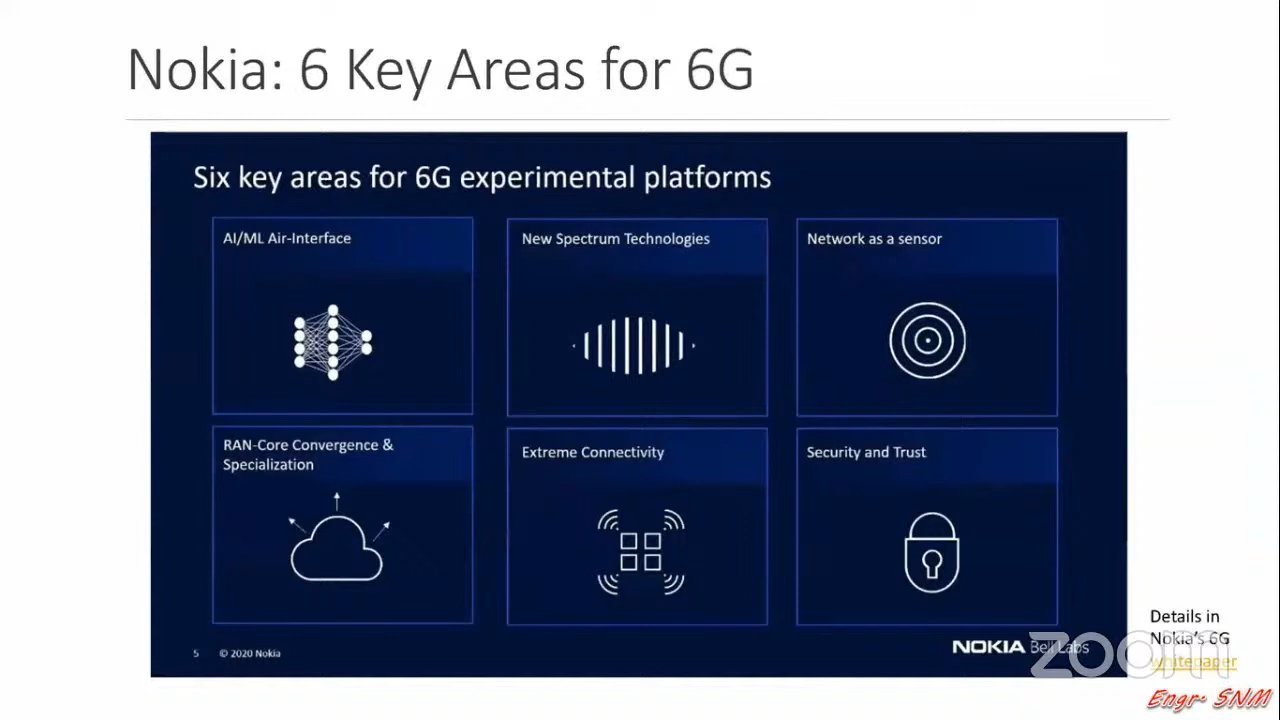 Nokia: 6 Key Areas for 6G
Six key areas for 6G experimental platforms
AI/ML Air-Interface
New Spectrum Technologies
Network as a sensor
RAN-Core Convergence &
Specialization
Extreme Connectivity
Security and Trust
5 © 2020 Nokia
NOKIA Bell Labs
Details in
Nokia's 6G
whitepaper
zoom
Engr. SNM